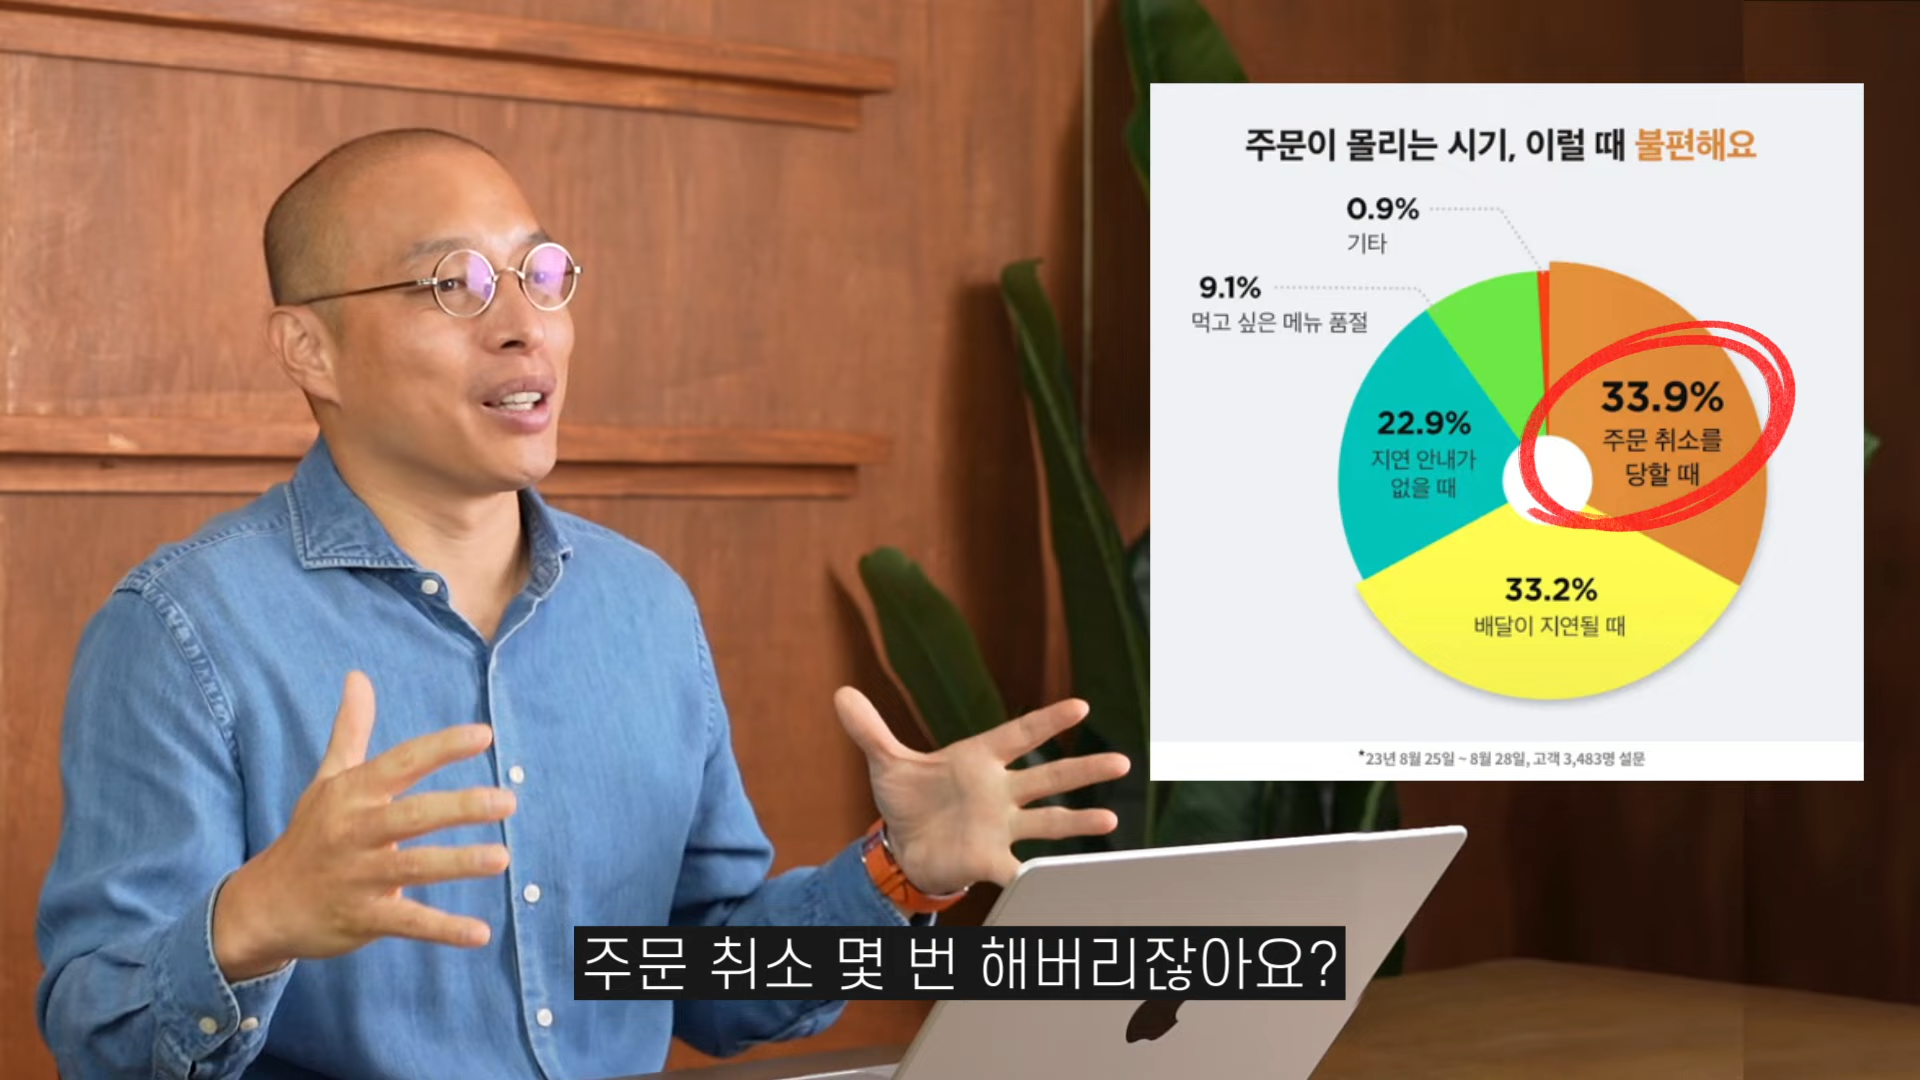 주문이 몰리는 시기, 이럴 때 불편해요
0.9%
기타
9.1%
먹고 싶은 메뉴 품절
33.9%
주문 취소를
당할 때
22.9%
지연 안내가
없을 때
33.2%
배달이 지연될 때
*23년 8월 25일 ~ 8월 28일, 고객 3,483명 설문
주문 취소 몇 번 해버리잖아요?